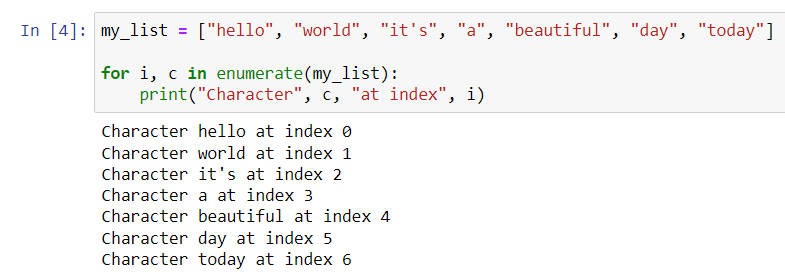 In [4]: my_list = ["hello", "world", "it's", "a", "beautiful", "day", "today"]
for i, c in enumerate(my_list):
    print("Character", c, "at index", i)
Character hello at index 0
Character world at index 1
Character it's at index 2
Character a at index 3
Character beautiful at index 4
Character day at index 5
Character today at index 6